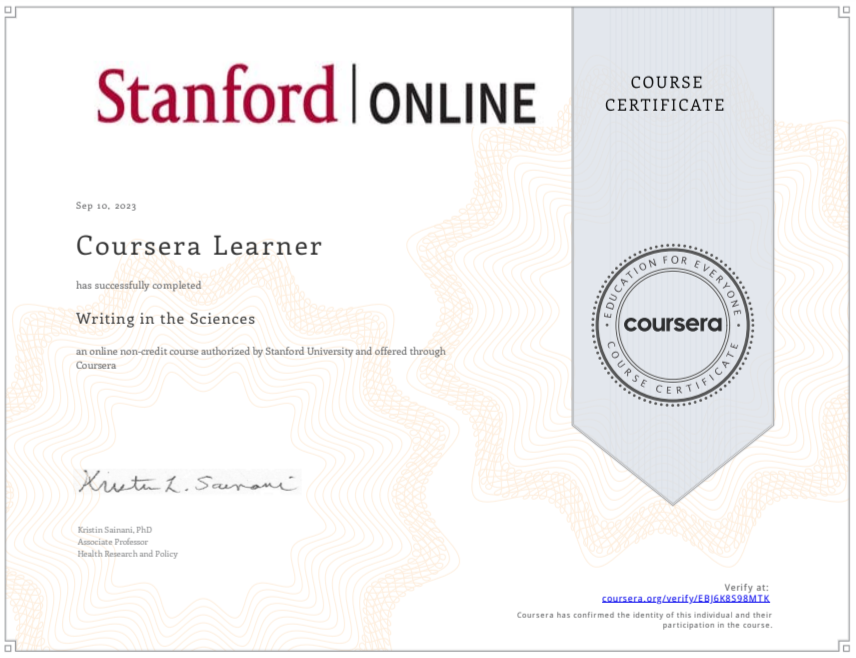 Stanford | ONLINE
COURSE
CERTIFICATE
Sep 10, 2023
Coursera Learner
has successfully completed
Writing in the Sciences
an online non-credit course authorized by Stanford University and offered through
Coursera
EDUCATION FOR EVERYONE
coursera
COURSE CERTIFICATE
Kristin L. Sainani
Kristin Sainani, PhD
Associate Professor
Health Research and Policy
Verify at:
coursera.org/verify/EBJ6K8S98MTK
Coursera has confirmed the identity of this individual and their
participation in the course.